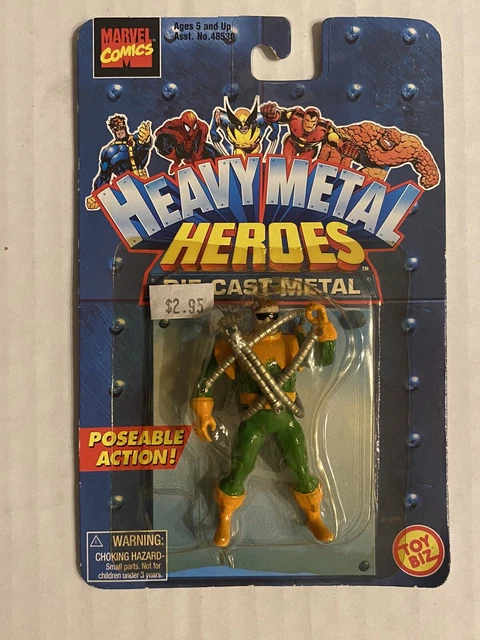 MARVEL
COMICS
Ages 5 and Up
Asst. No.48530
HEAVY METAL
HEROES
TM
CAST METAL
$2.95
POSEABLE
ACTION!
WARNING:
CHOKING HAZARD-
Small parts. Not for
children under 3 years.
TOY
BIZ